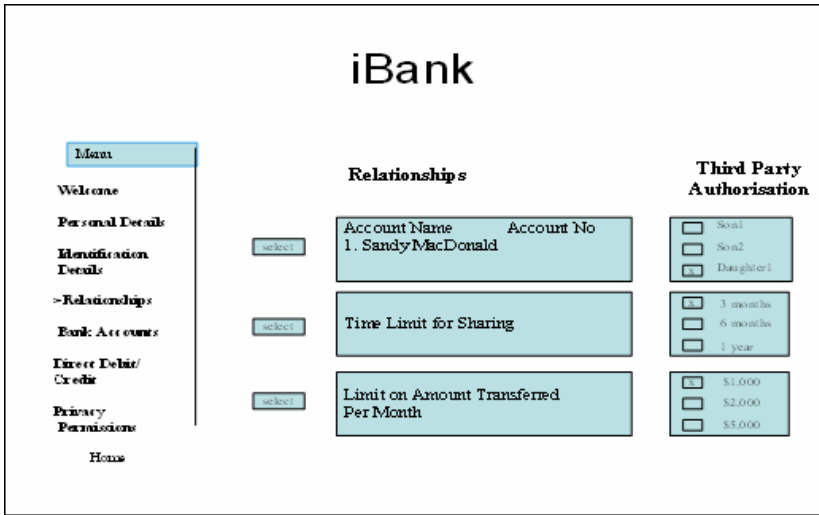 iBank
Menu
Welcome
Personal Details
Identification
Details
>Relationships
Bank Accounts
Direct Debit/
Credit
Privacy
Permissions
Home
Relationships
Third Party
Authorisation
select
Account Name Account No
1. Sandy MacDonald
Son1
Son2
x Daughter1
select
Time Limit for Sharing
x 3 months
6 months
1 year
select
Limit on Amount Transferred
Per Month
x $1,000
$2,000
$5,000